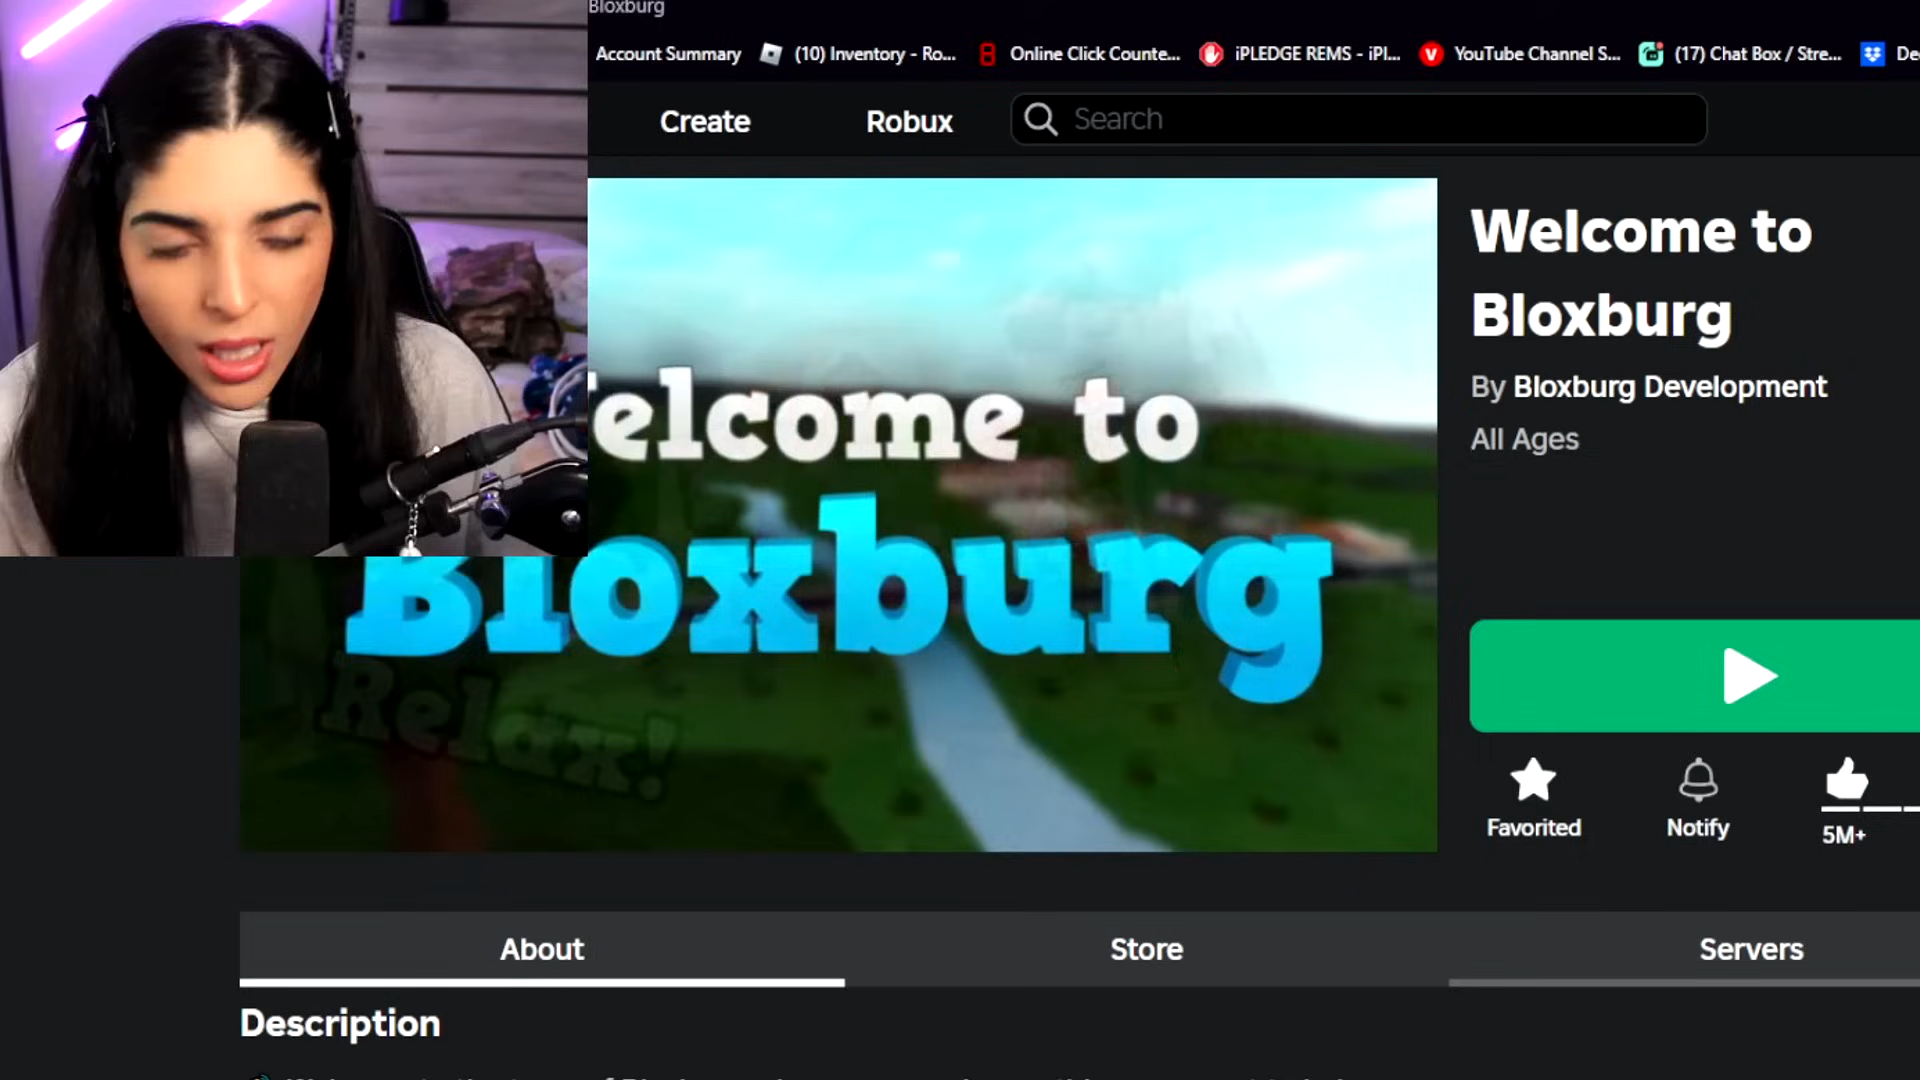 Bloxburg
Account Summary (10) Inventory - Ro... Online Click Counte... iPLEDGE REMS - iPl... YouTube Channel S... (17) Chat Box / Stre...
Create Robux Search
Welcome to
Bloxburg
By Bloxburg Development
All Ages
elcome to
Bloxburg
Relax!
Favorited Notify 5M+
About Store Servers
Description